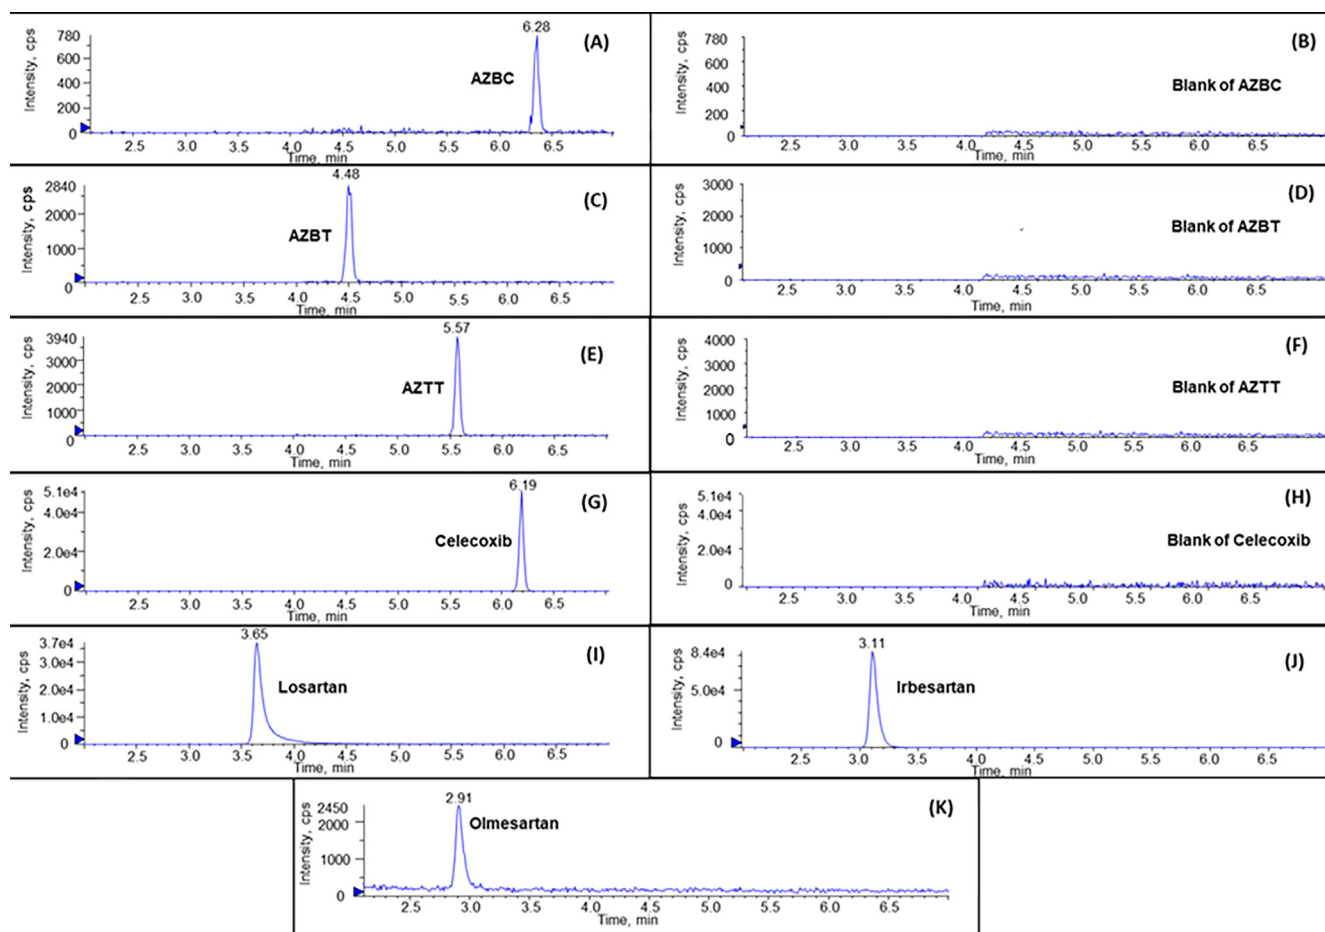 6.28
780
600
400
200
0
Intensity, cps
AZBC
(A)
2.5 3.0 3.5 4.0 4.5 5.0 5.5 6.0 6.5
Time, min
780
600
400
200
0
Intensity, cps
(B)
Blank of AZBC
2.5 3.0 3.5 4.0 4.5 5.0 5.5 6.0 6.5
Time, min
4.48
2840
2000
1000
0
Intensity, cps
AZBT
(C)
2.5 3.0 3.5 4.0 4.5 5.0 5.5 6.0 6.5
Time, min
3000
2000
1000
0
Intensity, cps
(D)
Blank of AZBT
2.5 3.0 3.5 4.0 4.5 5.0 5.5 6.0 6.5
Time, min
5.57
3940
3000
2000
1000
0
Intensity, cps
AZTT
(E)
2.5 3.0 3.5 4.0 4.5 5.0 5.5 6.0 6.5
Time, min
4000
3000
2000
1000
0
Intensity, cps
(F)
Blank of AZTT
2.5 3.0 3.5 4.0 4.5 5.0 5.5 6.0 6.5
Time, min
6.19
5.1e4
4.0e4
2.0e4
0
Intensity, cps
Celecoxib
(G)
2.5 3.0 3.5 4.0 4.5 5.0 5.5 6.0 6.5
Time, min
5.1e4
4.0e4
2.0e4
0
Intensity, cps
(H)
Blank of Celecoxib
2.5 3.0 3.5 4.0 4.5 5.0 5.5 6.0 6.5
Time, min
3.65
3.7e4
3.0e4
2.0e4
1.0e4
0
Intensity, cps
Losartan
(I)
2.5 3.0 3.5 4.0 4.5 5.0 5.5 6.0 6.5
Time, min
3.11
8.4e4
5.0e4
0
Intensity, cps
Irbesartan
(J)
2.5 3.0 3.5 4.0 4.5 5.0 5.5 6.0 6.5
Time, min
2.91
2450
2000
1000
0
Intensity, cps
Olmesartan
(K)
2.5 3.0 3.5 4.0 4.5 5.0 5.5 6.0 6.5
Time, min